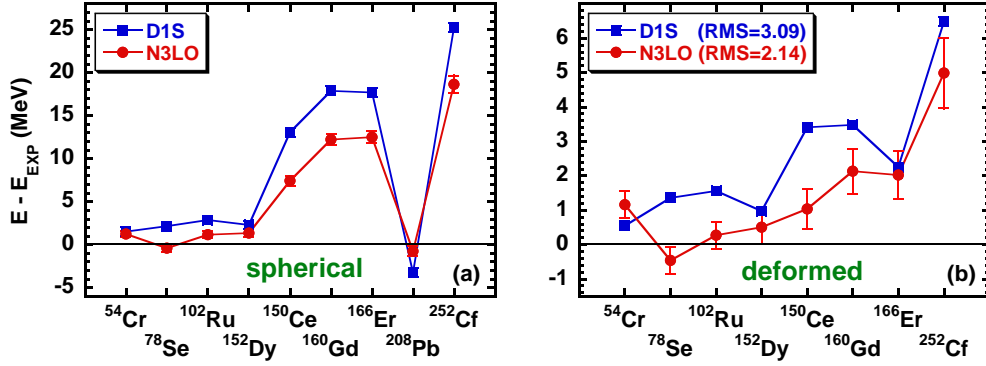 E - E_EXP (MeV)
30
25
20
15
10
5
0
-5
D1S
N3LO
spherical
(a)
⁵⁴Cr
¹⁰²Ru
¹⁵⁰Ce
¹⁶⁶Er
²⁵²Cf
⁷⁸Se
¹⁵²Dy
¹⁶⁰Gd
²⁰⁸Pb
6
5
4
3
2
1
0
-1
D1S (RMS=3.09)
N3LO (RMS=2.14)
deformed
(b)
⁵⁴Cr
¹⁰²Ru
¹⁵⁰Ce
¹⁶⁶Er
⁷⁸Se
¹⁵²Dy
¹⁶⁰Gd
²⁵²Cf